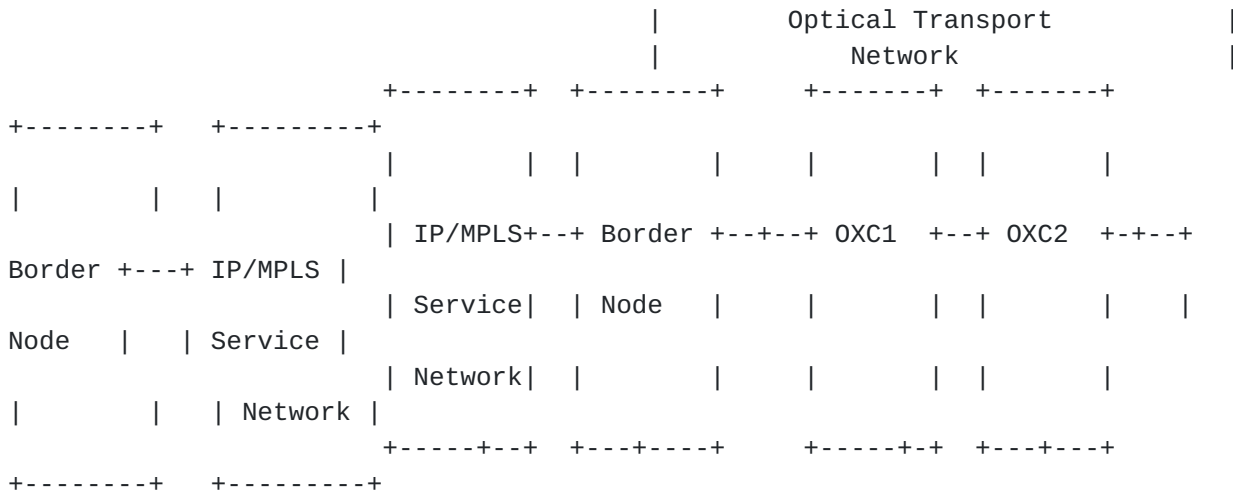 |        Optical Transport           |
                                         |            Network                 |
                        +--------+  +--------+     +-------+  +-------+
+--------+   +---------+
                        |        |  |        |     |       |  |       |
|        |   |         |
                        | IP/MPLS+--+ Border +--+--+ OXC1  +--+ OXC2  +-+--+
Border +---+ IP/MPLS |
                        | Service|  | Node   |     |       |  |       |    |
Node   |   | Service |
                        | Network|  |        |     |       |  |       |
|        |   | Network |
                        +-----+--+  +---+----+     +-----+-+  +---+---+
+--------+   +---------+